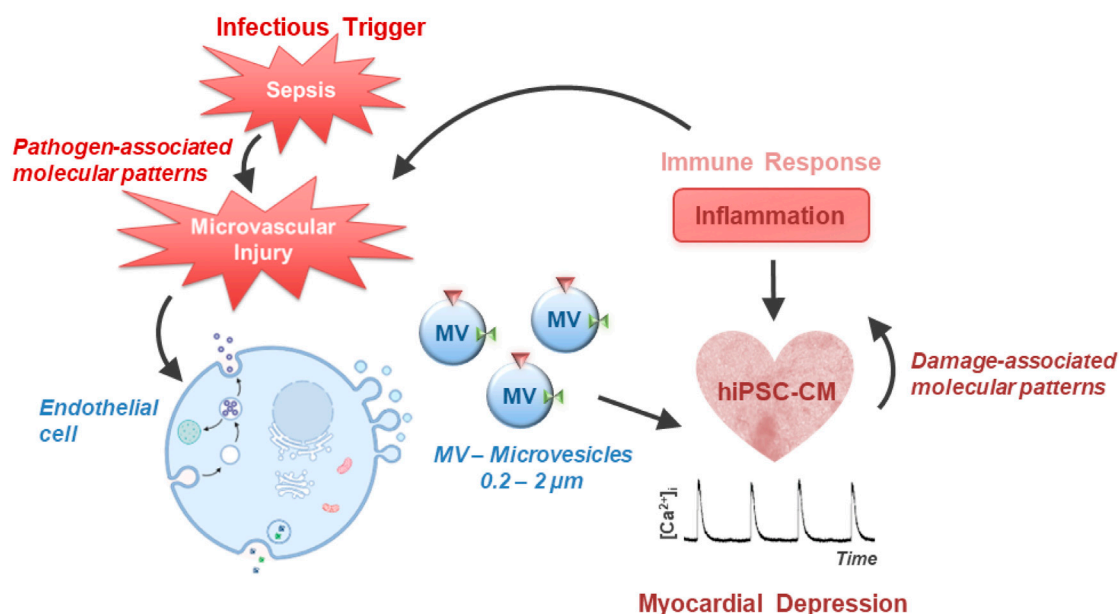 Infectious Trigger
Sepsis
Pathogen-associated
molecular patterns
Microvascular
Injury
Endothelial
cell
MV
MV
MV
MV – Microvesicles
0.2 – 2 µm
Immune Response
Inflammation
hiPSC-CM
Damage-associated
molecular patterns
[Ca²⁺]ᵢ
Time
Myocardial Depression